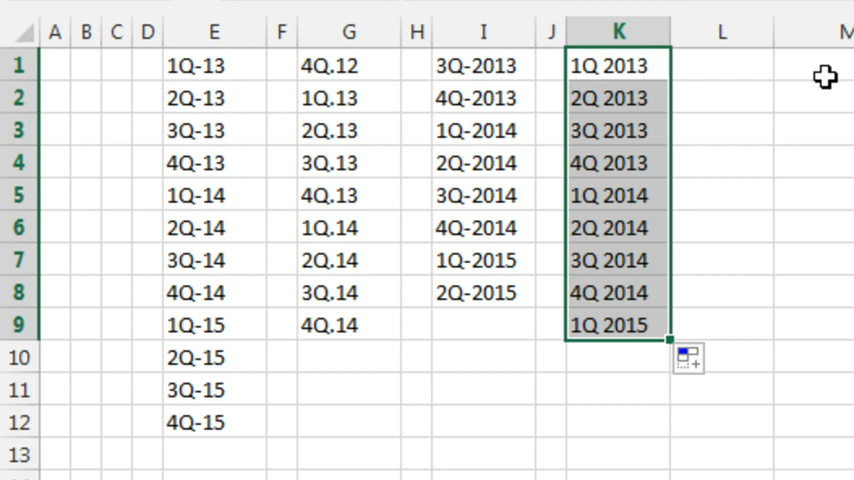 A B C D E F G H I J K L M
1 1Q-13 4Q.12 3Q-2013 1Q 2013
2 2Q-13 1Q.13 4Q-2013 2Q 2013
3 3Q-13 2Q.13 1Q-2014 3Q 2013
4 4Q-13 3Q.13 2Q-2014 4Q 2013
5 1Q-14 4Q.13 3Q-2014 1Q 2014
6 2Q-14 1Q.14 4Q-2014 2Q 2014
7 3Q-14 2Q.14 1Q-2015 3Q 2014
8 4Q-14 3Q.14 2Q-2015 4Q 2014
9 1Q-15 4Q.14 1Q 2015
10 2Q-15
11 3Q-15
12 4Q-15
13